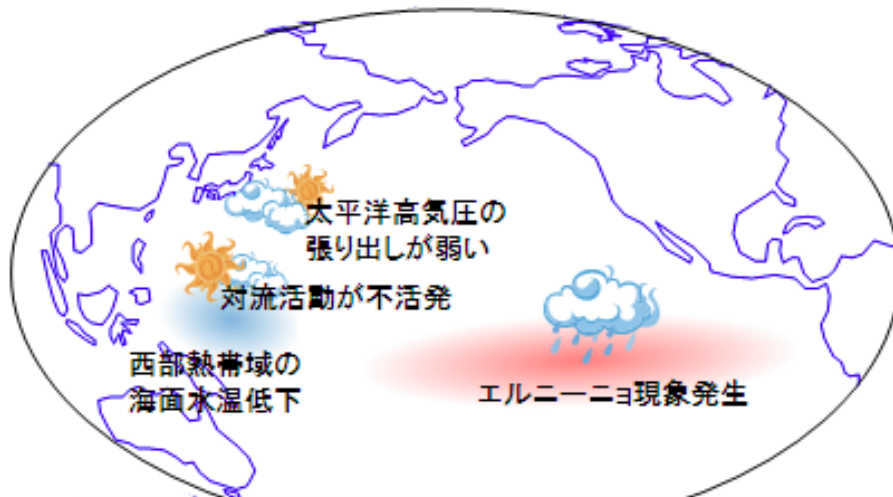 太平洋高気圧の
張り出しが弱い
対流活動が不活発
西部熱帯域の
海面水温低下
エルニーニョ現象発生